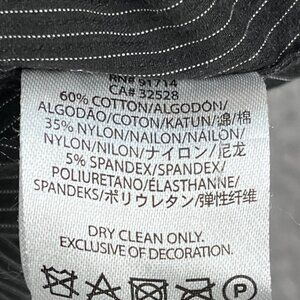 RN# 91714
CA# 32528
60% COTTON/ALGODÓN/
ALGODÃO/COTON/KATUN/綿/棉
35% NYLON/NAILON/NÁILON/
NYLON/NILON/ナイロン/尼龙
5% SPANDEX/SPANDEX/
POLIURETANO/ÉLASTHANNE/
SPANDEKS/ポリウレタン/弹性纤维
DRY CLEAN ONLY.
EXCLUSIVE OF DECORATION.
P